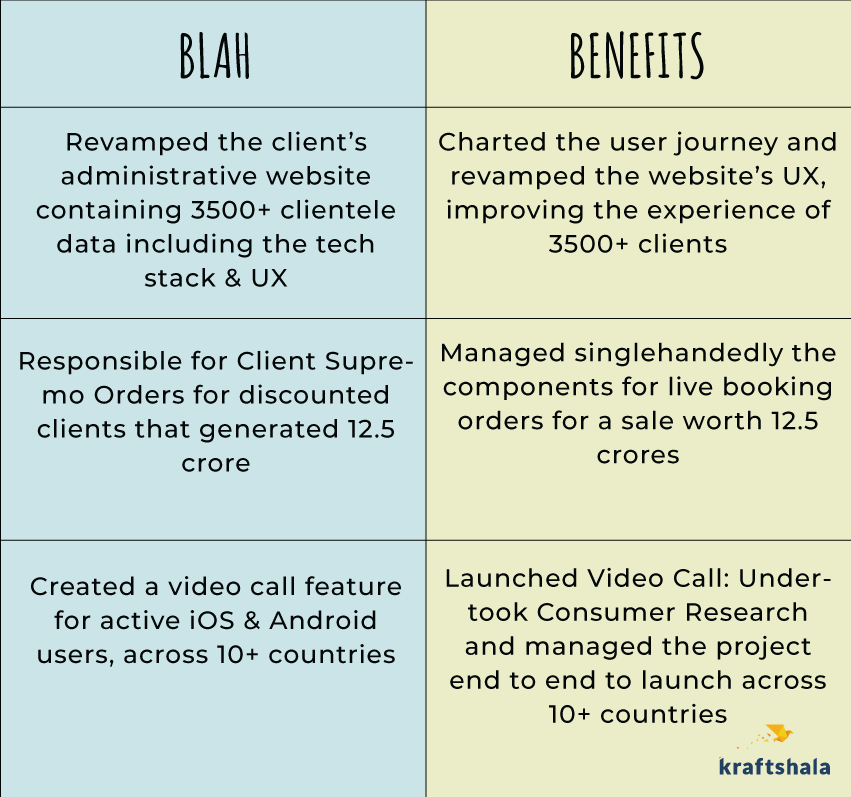 BLAH
BENEFITS
Revamped the client’s
administrative website
containing 3500+ clientele
data including the tech
stack & UX
Charted the user journey and
revamped the website’s UX,
improving the experience of
3500+ clients
Responsible for Client Supre-
mo Orders for discounted
clients that generated 12.5
crore
Managed singlehandedly the
components for live booking
orders for a sale worth 12.5
crores
Created a video call feature
for active iOS & Android
users, across 10+ countries
Launched Video Call: Under-
took Consumer Research
and managed the project
end to end to launch across
10+ countries
kraftshala